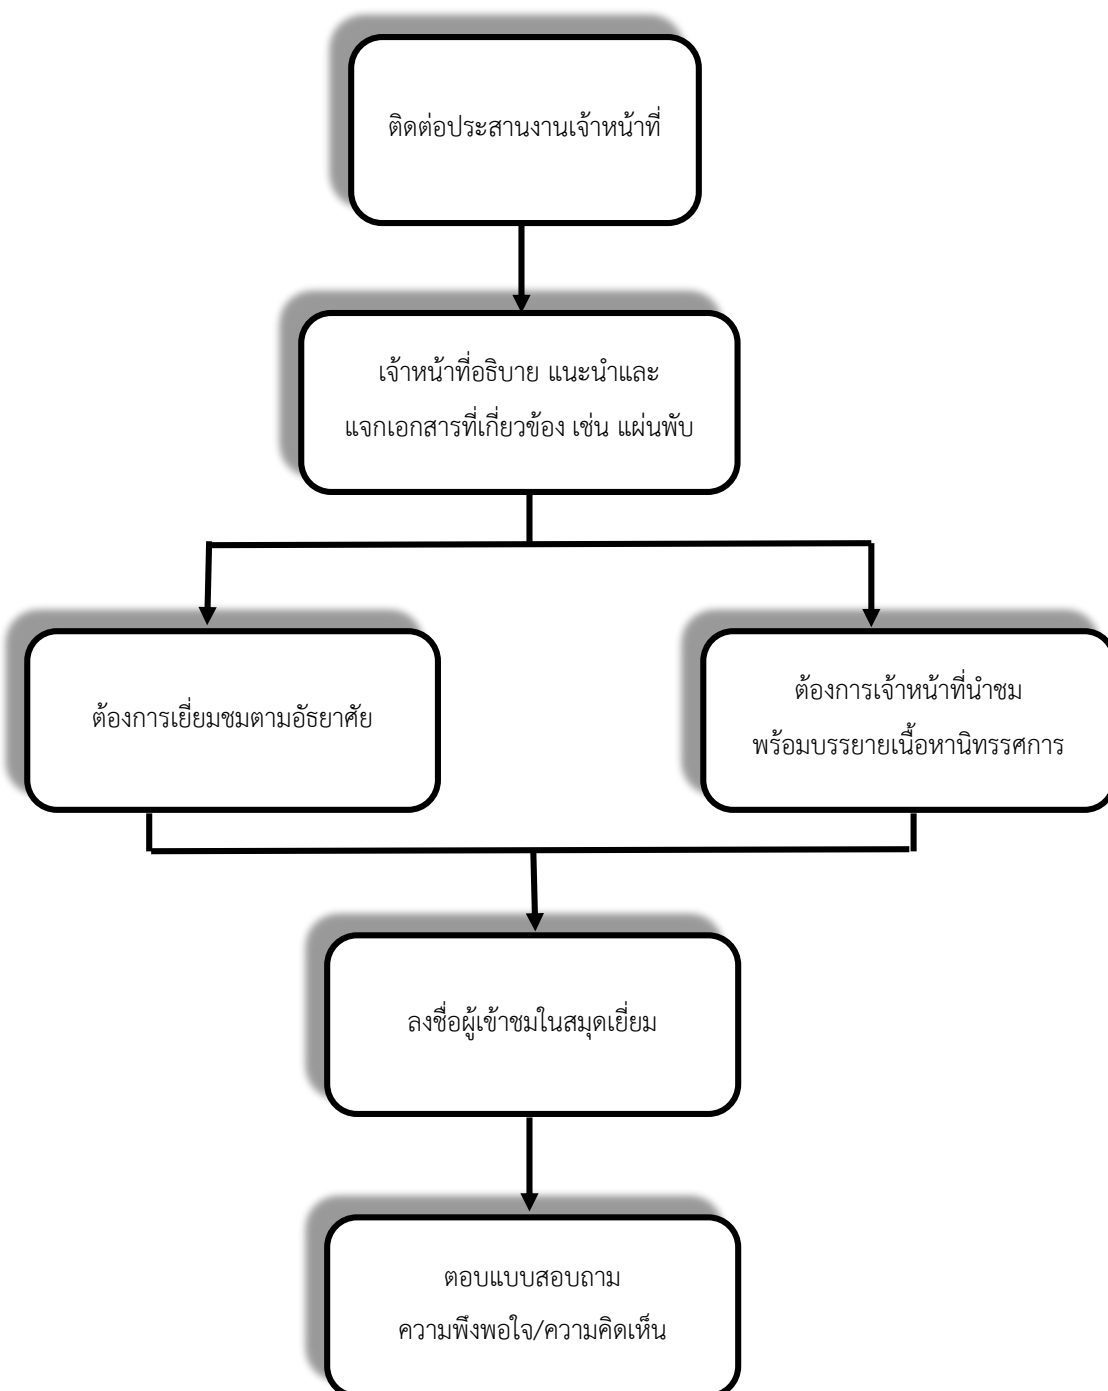 ติดต่อประสานงานเจ้าหน้าที่
เจ้าหน้าที่อธิบาย แนะนำและ
แจกเอกสารที่เกี่ยวข้อง เช่น แผ่นพับ
ต้องการเยี่ยมชมตามอัธยาศัย
ต้องการเจ้าหน้าที่นำชม
พร้อมบรรยายเนื้อหานิทรรศการ
ลงชื่อผู้เข้าชมในสมุดเยี่ยม
ตอบแบบสอบถาม
ความพึงพอใจ/ความคิดเห็น